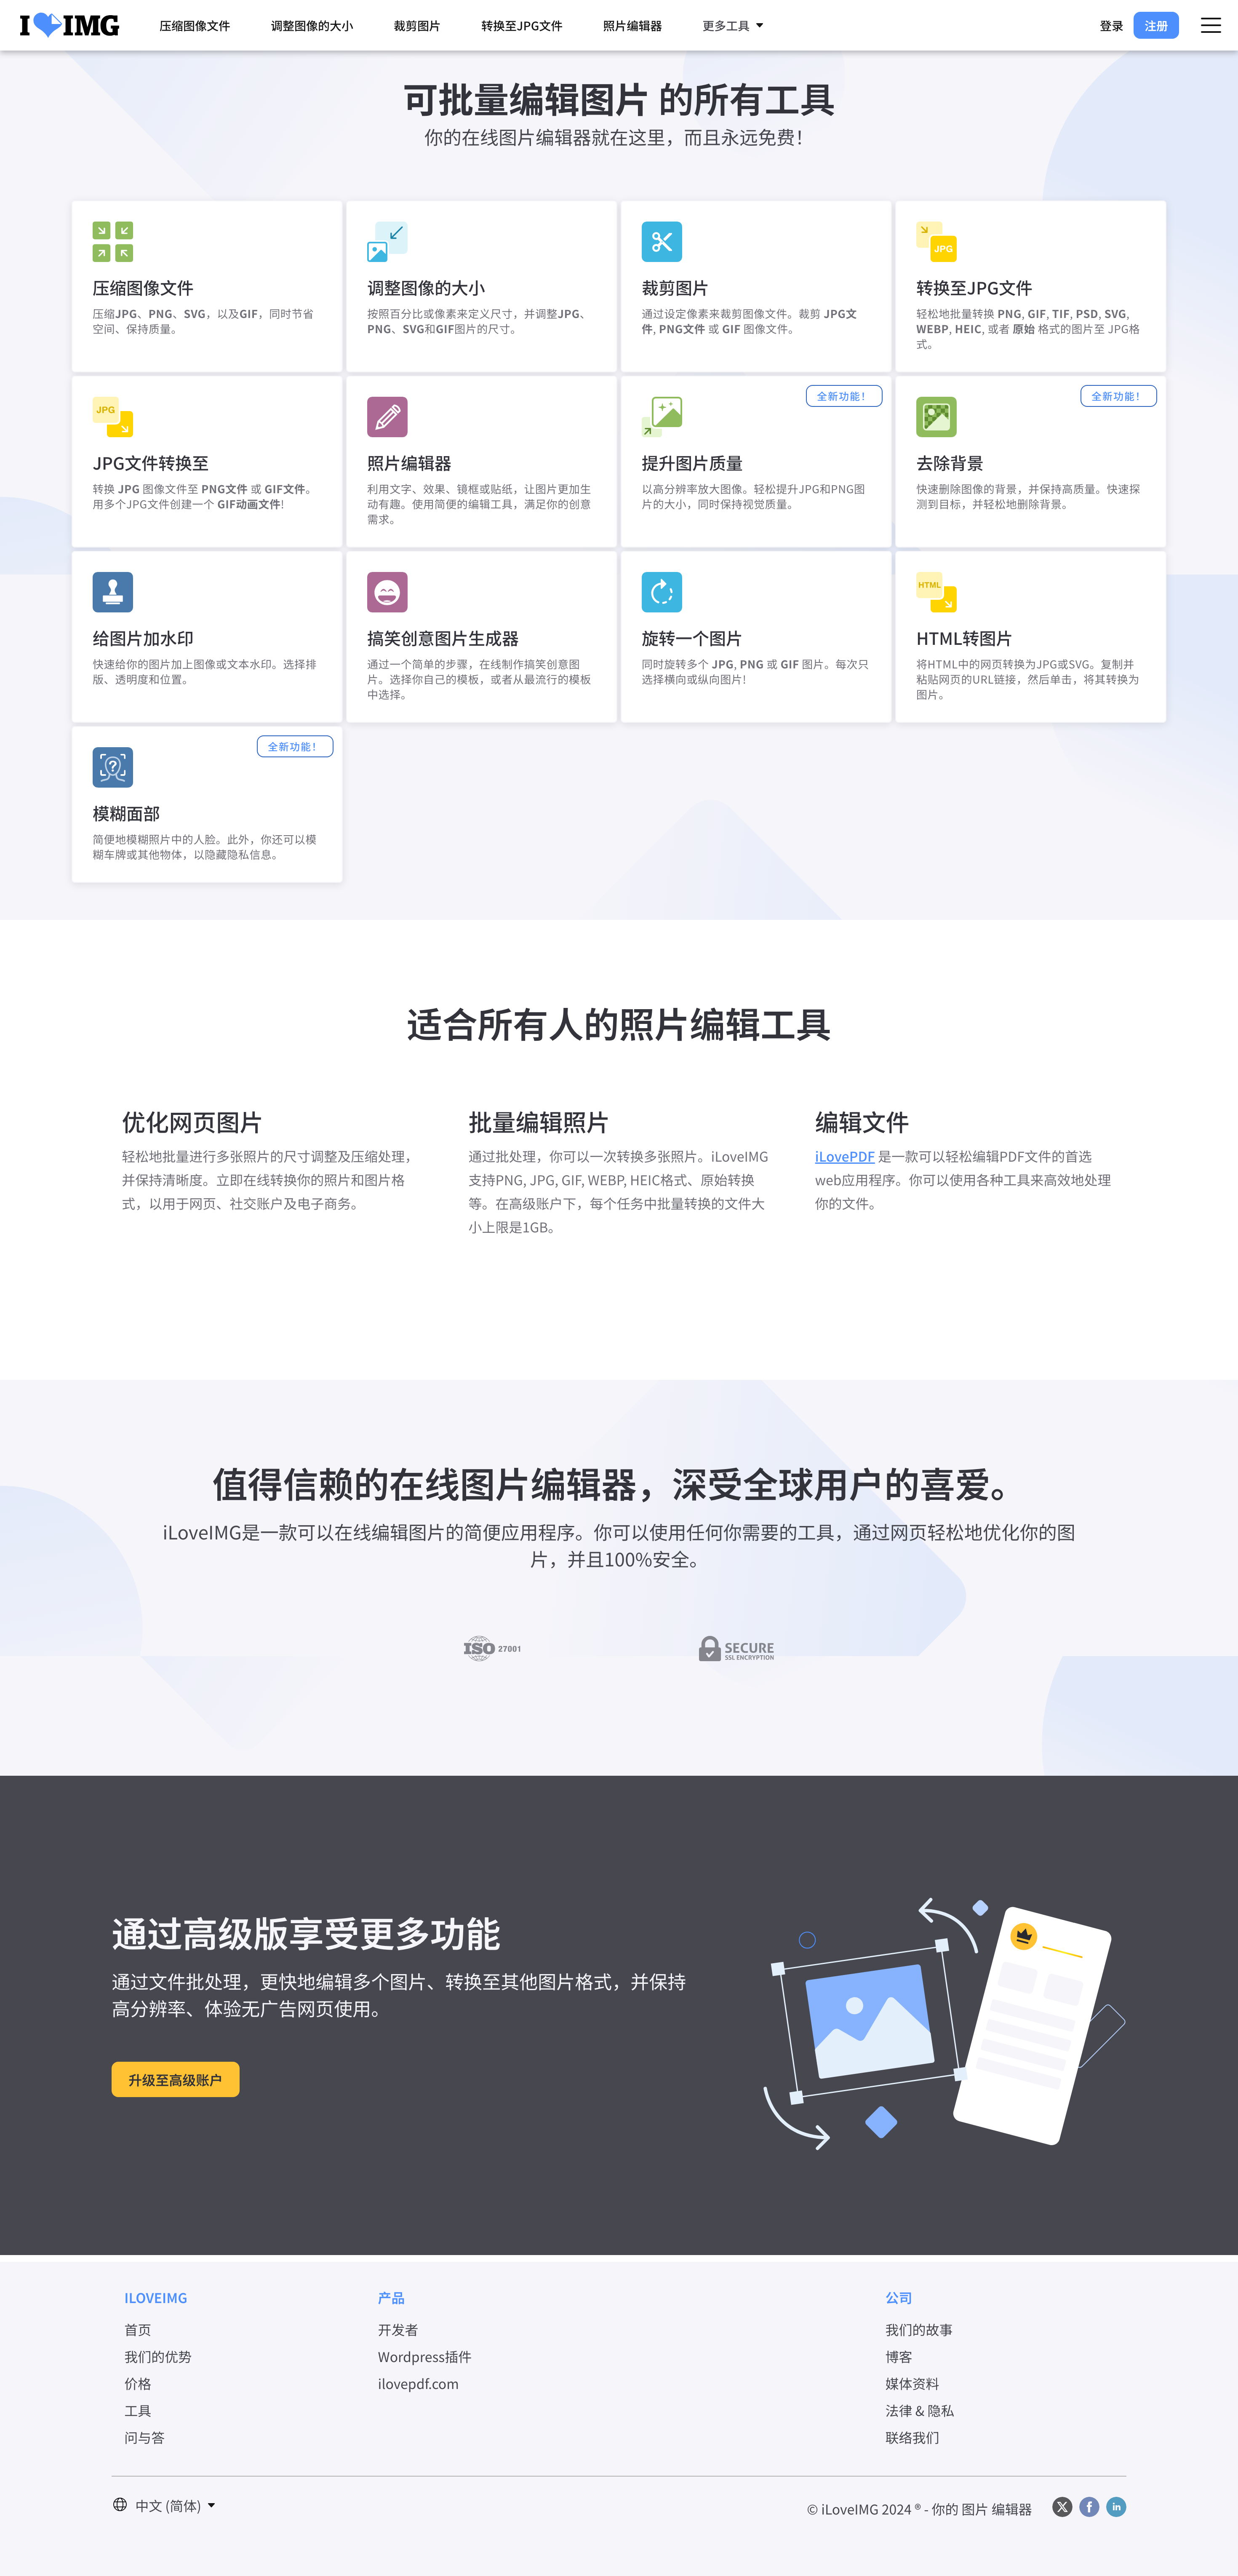 I IMG 压缩图像文件 调整图像的大小 裁剪图片 转换至JPG文件 照片编辑器 更多工具 登录 注册
可批量编辑图片 的所有工具
你的在线图片编辑器就在这里，而且永远免费！
压缩图像文件
压缩JPG、PNG、SVG，以及GIF，同时节省
空间、保持质量。
调整图像的大小
按照百分比或像素来定义尺寸，并调整JPG、
PNG、SVG和GIF图片的尺寸。
裁剪图片
通过设定像素来裁剪图像文件。裁剪 JPG文
件, PNG文件 或 GIF 图像文件。
JPG
转换至JPG文件
轻松地批量转换 PNG, GIF, TIF, PSD, SVG,
WEBP, HEIC, 或者 原始 格式的图片至 JPG格
式。
JPG
JPG文件转换至
转换 JPG 图像文件至 PNG文件 或 GIF文件。
用多个JPG文件创建一个 GIF动画文件!
照片编辑器
利用文字、效果、镜框或贴纸，让图片更加生
动有趣。使用简便的编辑工具，满足你的创意
需求。
全新功能！
提升图片质量
以高分辨率放大图像。轻松提升JPG和PNG图
片的大小，同时保持视觉质量。
全新功能！
去除背景
快速删除图像的背景，并保持高质量。快速探
测到目标，并轻松地删除背景。
给图片加水印
快速给你的图片加上图像或文本水印。选择排
版、透明度和位置。
搞笑创意图片生成器
通过一个简单的步骤，在线制作搞笑创意图
片。选择你自己的模板，或者从最流行的模板
中选择。
旋转一个图片
同时旋转多个 JPG, PNG 或 GIF 图片。每次只
选择横向或纵向图片!
HTML
HTML转图片
将HTML中的网页转换为JPG或SVG。复制并
粘贴网页的URL链接，然后单击，将其转换为
图片。
全新功能！
模糊面部
简便地模糊照片中的人脸。此外，你还可以模
糊车牌或其他物体，以隐藏隐私信息。
适合所有人的照片编辑工具
优化网页图片
轻松地批量进行多张照片的尺寸调整及压缩处理，
并保持清晰度。立即在线转换你的照片和图片格
式，以用于网页、社交账户及电子商务。
批量编辑照片
通过批处理，你可以一次转换多张照片。iLoveIMG
支持PNG, JPG, GIF, WEBP, HEIC格式、原始转换
等。在高级账户下，每个任务中批量转换的文件大
小上限是1GB。
编辑文件
iLovePDF 是一款可以轻松编辑PDF文件的首选
web应用程序。你可以使用各种工具来高效地处理
你的文件。
值得信赖的在线图片编辑器，深受全球用户的喜爱。
iLoveIMG是一款可以在线编辑图片的简便应用程序。你可以使用任何你需要的工具，通过网页轻松地优化你的图
片，并且100%安全。
ISO 27001
SECURE
SSL ENCRYPTION
通过高级版享受更多功能
通过文件批处理，更快地编辑多个图片、转换至其他图片格式，并保持
高分辨率、体验无广告网页使用。
升级至高级账户
ILOVEIMG
首页
我们的优势
价格
工具
问与答
产品
开发者
Wordpress插件
ilovepdf.com
公司
我们的故事
博客
媒体资料
法律 & 隐私
联络我们
中文 (简体)
© iLoveIMG 2024 ® - 你的 图片 编辑器